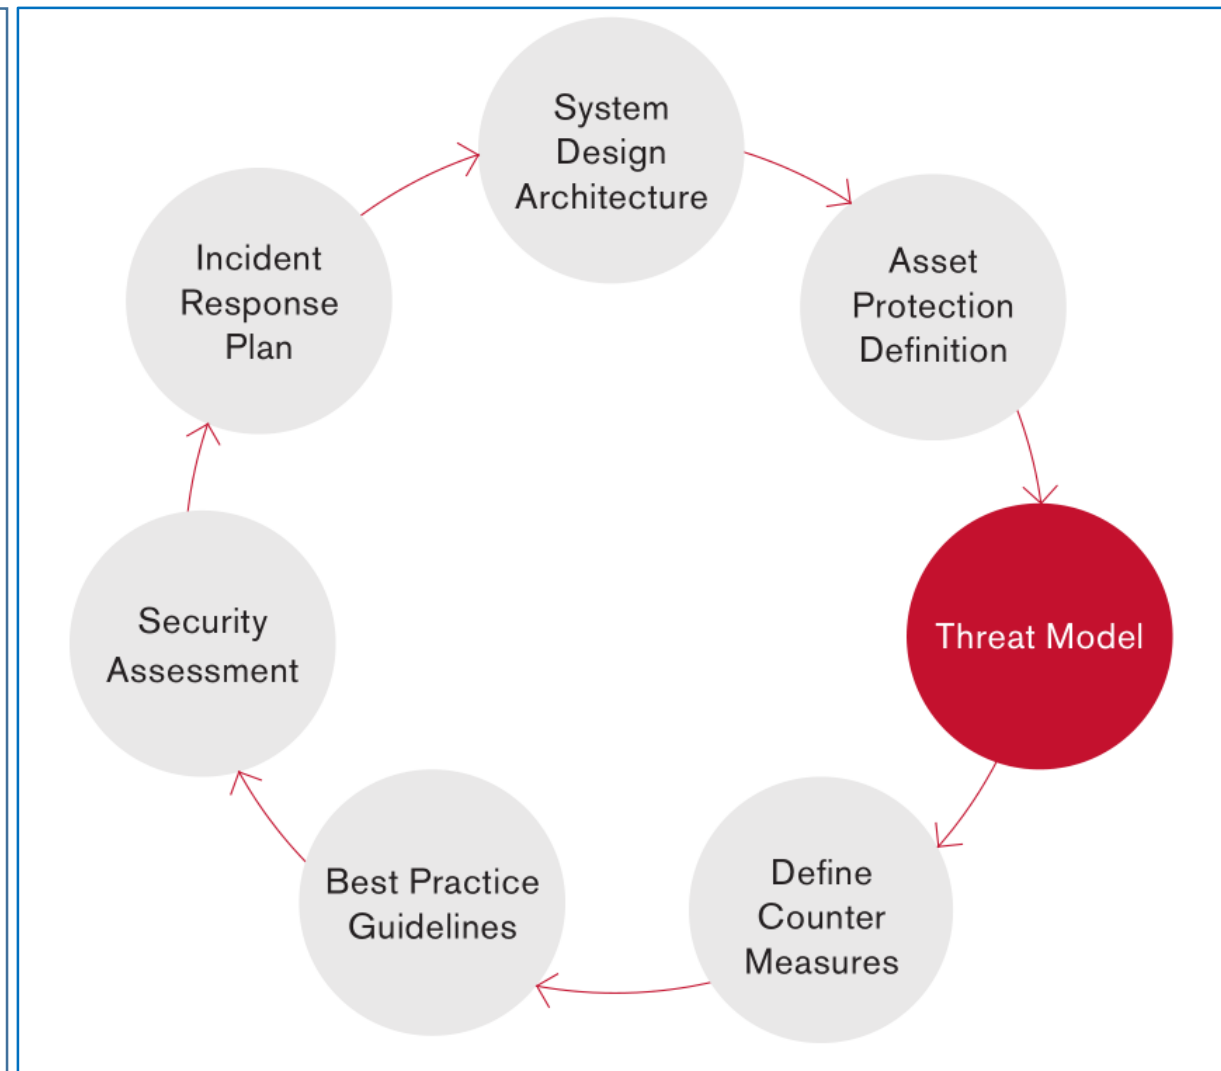 System
Design
Architecture
Asset
Protection
Definition
Threat Model
Define
Counter
Measures
Best Practice
Guidelines
Security
Assessment
Incident
Response
Plan